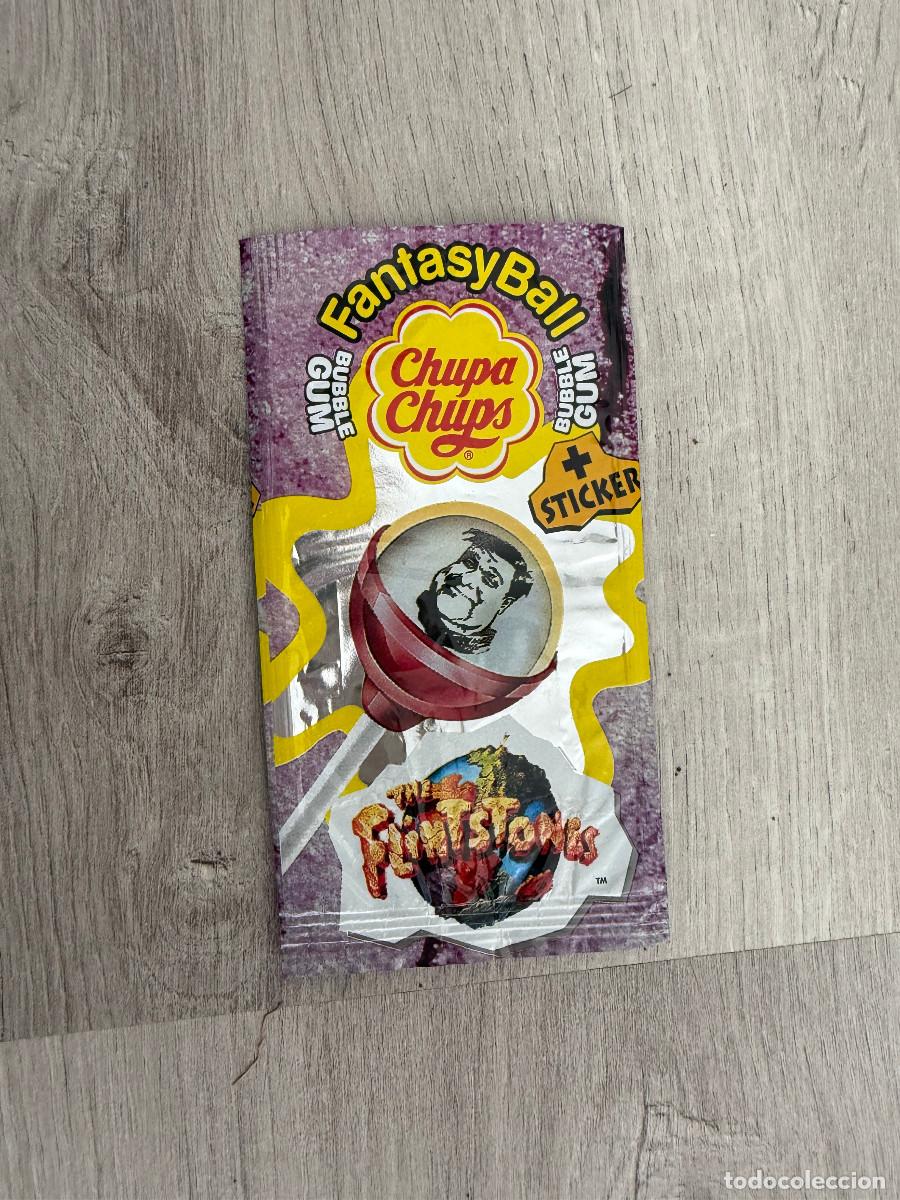 FantasyBall
BUBBLE
GUM
Chupa
Chups
®
BUBBLE
GUM
+
STICKER
THE
FLINTSTONES
TM
todocoleccion